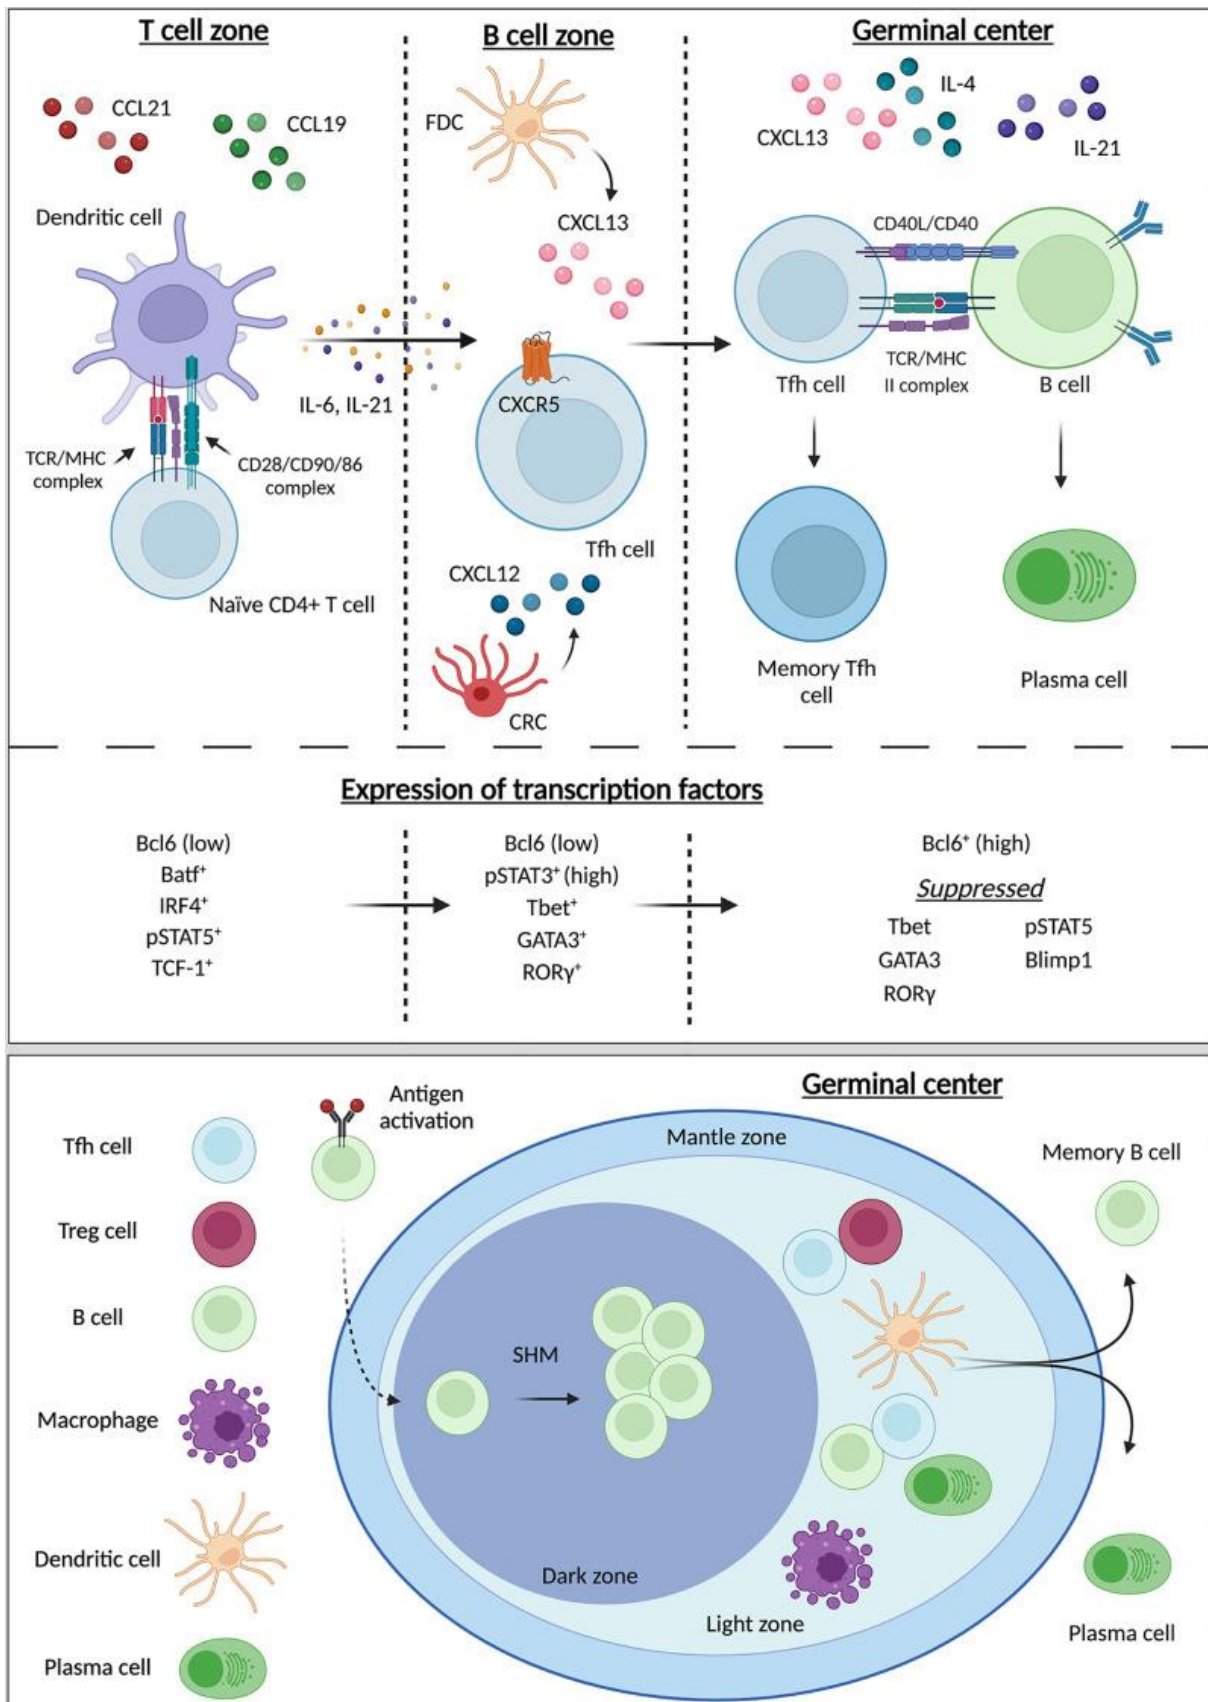 T cell zone
CCL21
CCL19
Dendritic cell
TCR/MHC
complex
CD28/CD90/86
complex
Naïve CD4+ T cell
IL-6, IL-21
B cell zone
FDC
CXCL13
CXCR5
Tfh cell
CXCL12
CRC
Germinal center
CXCL13
IL-4
IL-21
CD40L/CD40
TCR/MHC
II complex
Tfh cell
B cell
Memory Tfh
cell
Plasma cell
Expression of transcription factors
Bcl6 (low)
Batf⁺
IRF4⁺
pSTAT5⁺
TCF-1⁺
Bcl6 (low)
pSTAT3⁺ (high)
Tbet⁺
GATA3⁺
RORγ⁺
Bcl6⁺ (high)
Suppressed
Tbet
GATA3
RORγ
pSTAT5
Blimp1
Tfh cell
Treg cell
B cell
Macrophage
Dendritic cell
Plasma cell
Antigen
activation
Germinal center
Mantle zone
SHM
Dark zone
Light zone
Memory B cell
Plasma cell